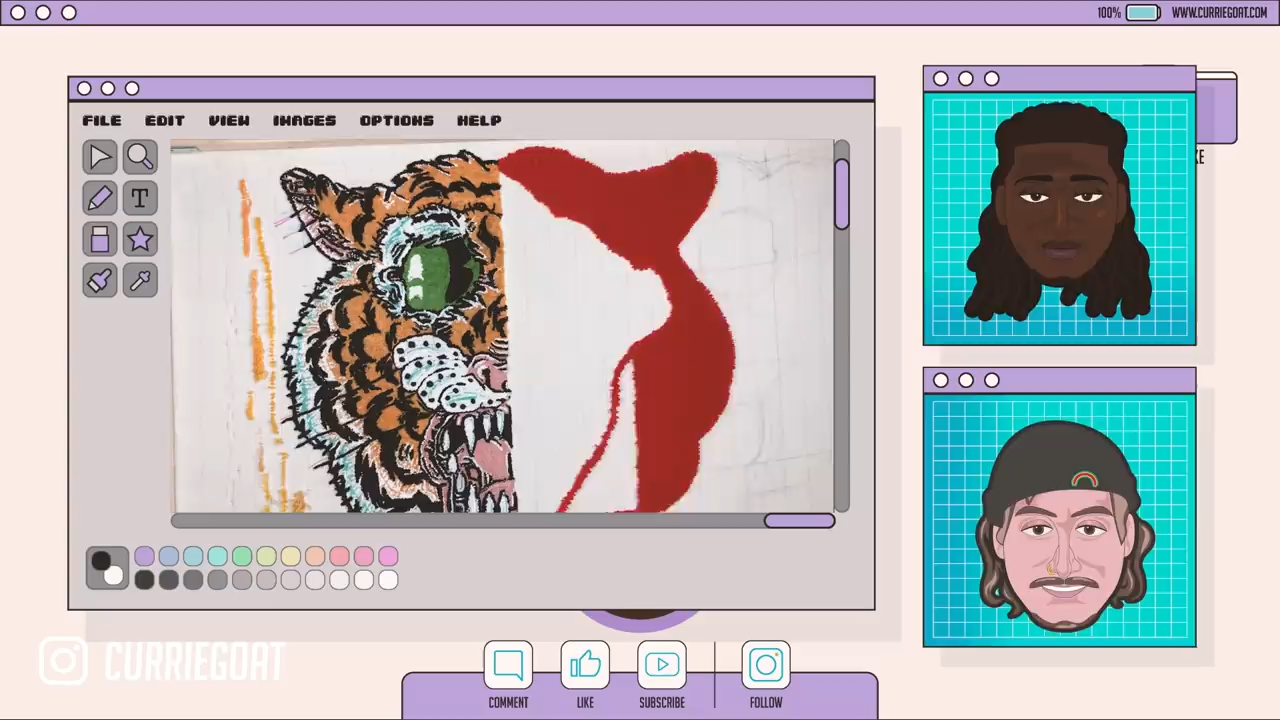 100% WWW.CURRIEGOAT.COM
FILE EDIT VIEW IMAGES OPTIONS HELP
T
CURRIEGOAT
COMMENT LIKE SUBSCRIBE FOLLOW